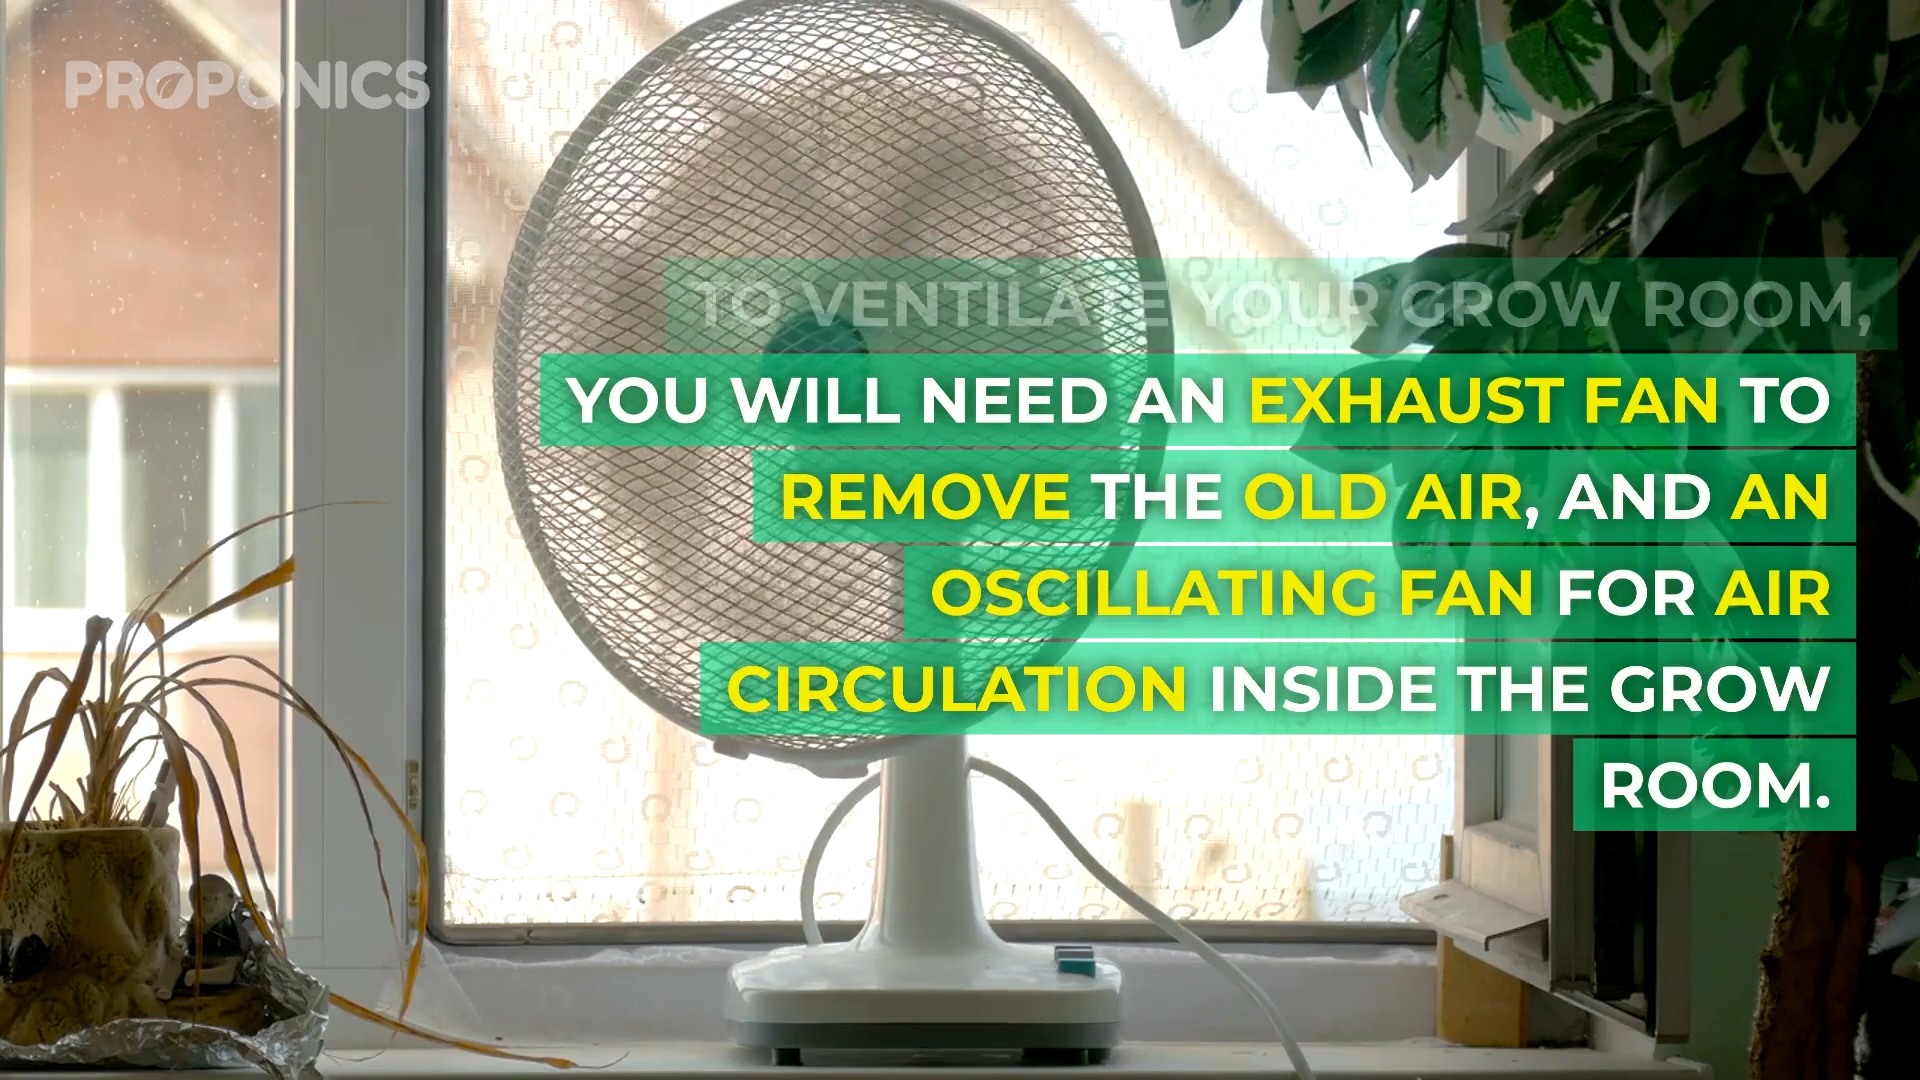 PROPONICS
TO VENTILATE YOUR GROW ROOM,
YOU WILL NEED AN EXHAUST FAN TO
REMOVE THE OLD AIR, AND AN
OSCILLATING FAN FOR AIR
CIRCULATION INSIDE THE GROW
ROOM.